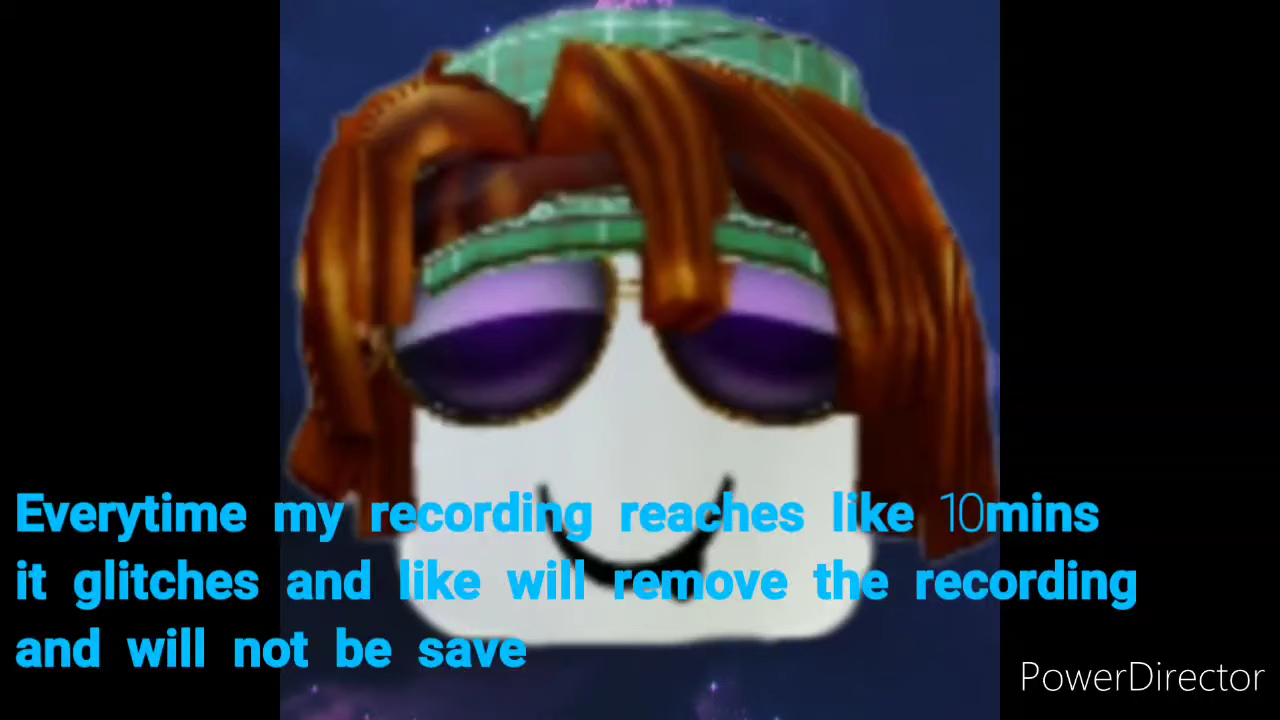 Everytime my recording reaches like 10mins
it glitches and like will remove the recording
and will not be save
PowerDirector